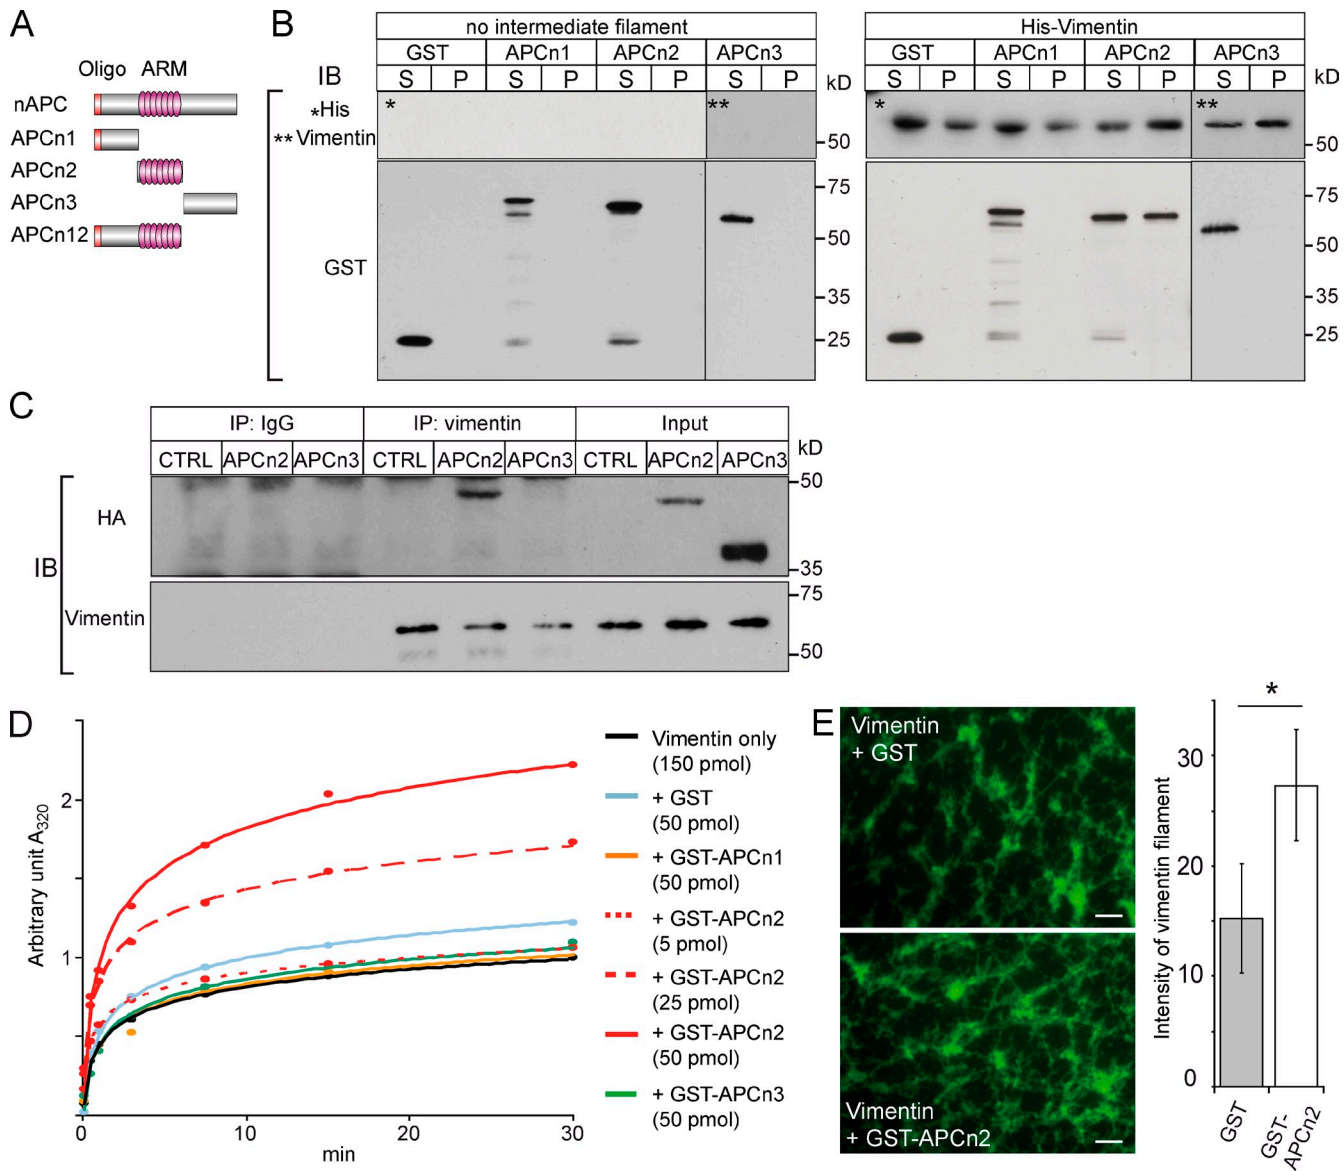 A
Oligo ARM
nAPC
APCn1
APCn2
APCn3
APCn12
B
no intermediate filament
GST APCn1 APCn2 APCn3
S P S P S P S P
IB
*His
**Vimentin
GST
* **
kD
50
75
50
35
25
His-Vimentin
GST APCn1 APCn2 APCn3
S P S P S P S P
* **
kD
50
75
50
35
25
C
IP: IgG IP: vimentin Input
CTRL APCn2 APCn3 CTRL APCn2 APCn3 CTRL APCn2 APCn3
kD
IB
HA
50
35
Vimentin
75
50
D
Arbitrary unit A320
2
1
0 10 20 30
min
Vimentin only
(150 pmol)
+ GST
(50 pmol)
+ GST-APCn1
(50 pmol)
+ GST-APCn2
(5 pmol)
+ GST-APCn2
(25 pmol)
+ GST-APCn2
(50 pmol)
+ GST-APCn3
(50 pmol)
E
Vimentin
+ GST
Vimentin
+ GST-APCn2
Intensity of vimentin filament
*
30
20
10
0
GST
GST-
APCn2